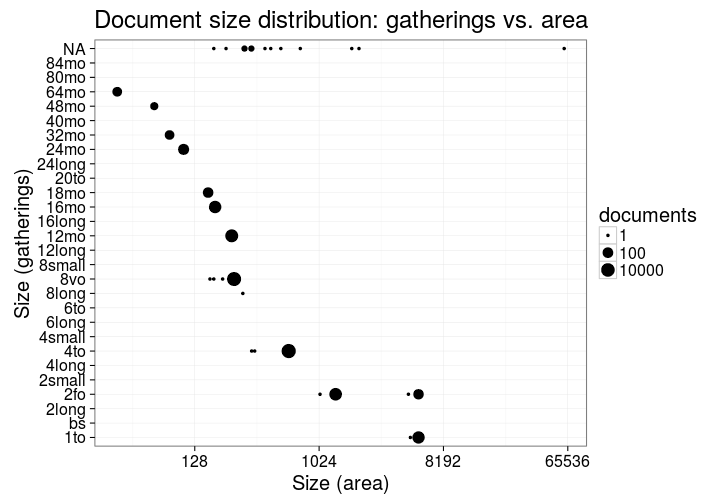 Document size distribution: gatherings vs. area
NA
84mo
80mo
64mo
48mo
40mo
32mo
24mo
24long
20to
18mo
16mo
16long
12mo
12long
8small
8vo
8long
6to
6long
4small
4to
4long
2small
2fo
2long
bs
1to
Size (gatherings)
128 1024 8192 65536
Size (area)
documents
1
100
10000